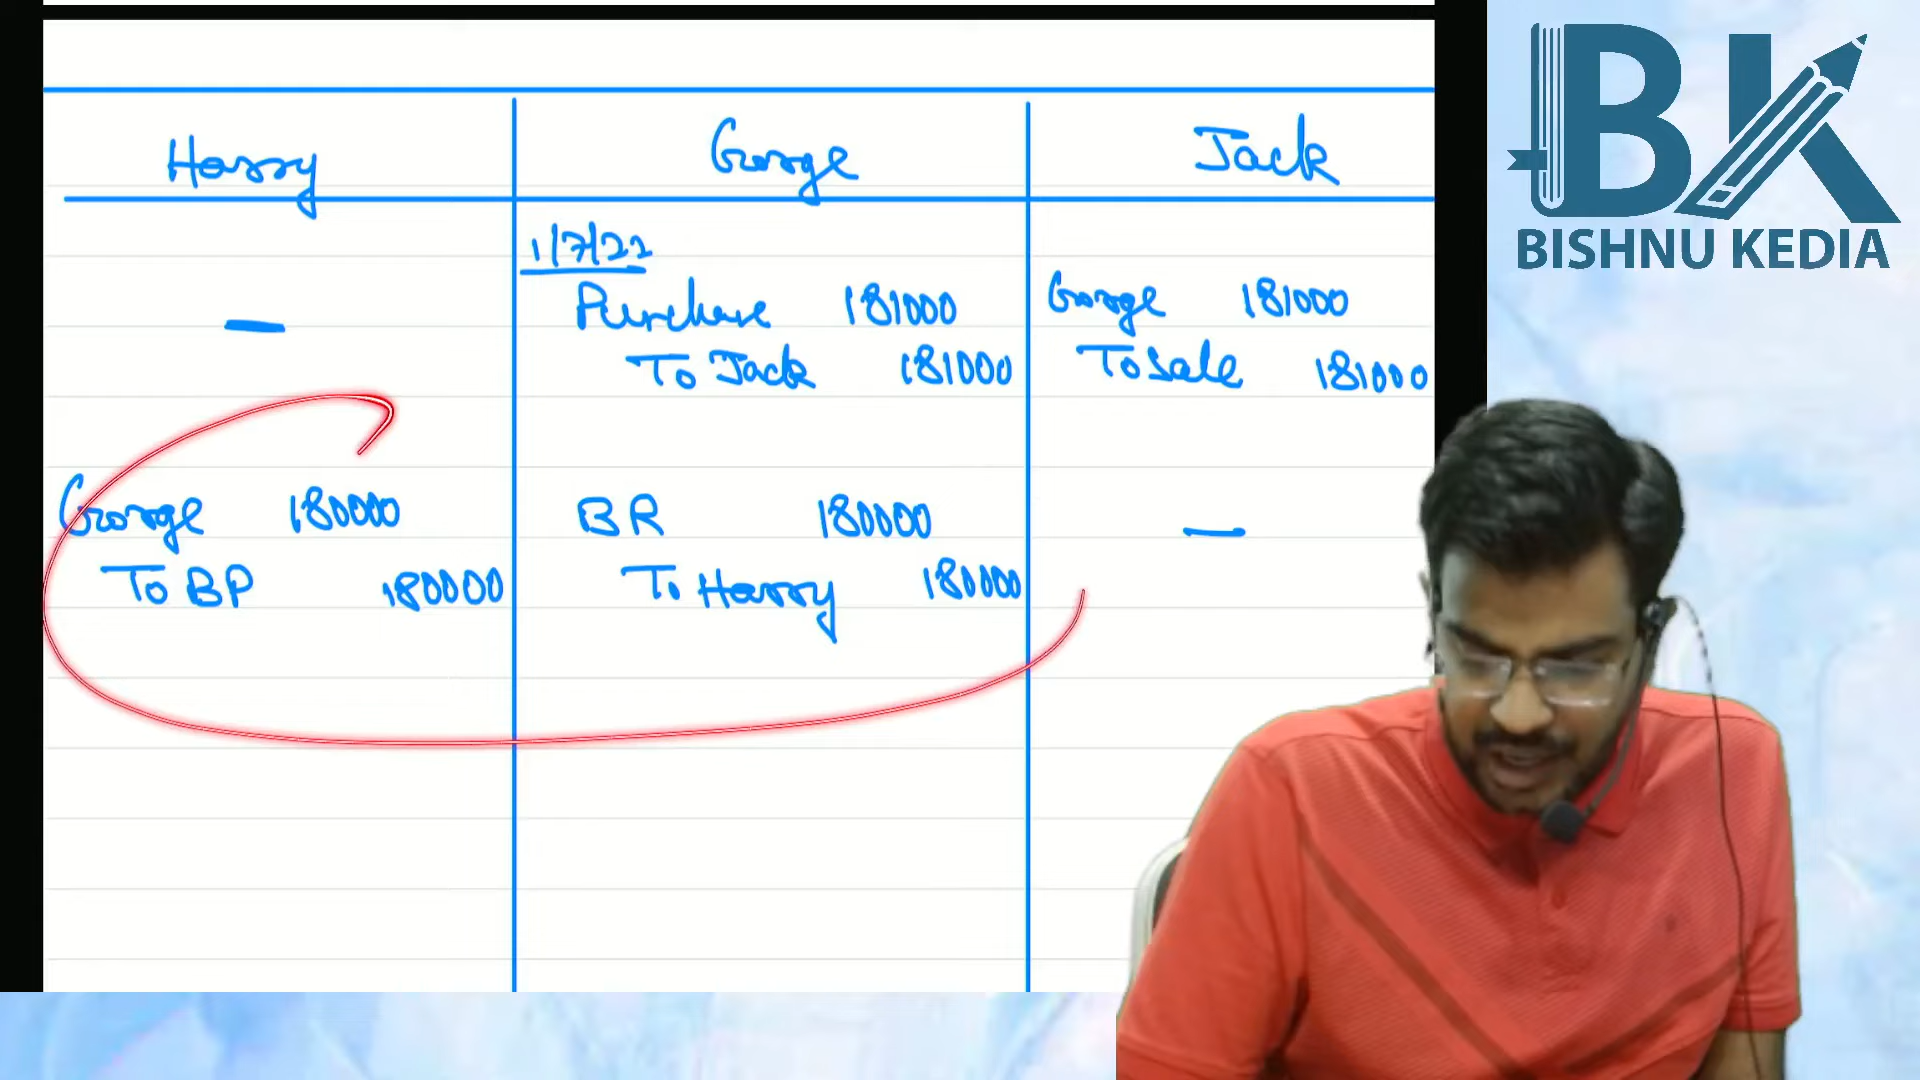 Harry George Jack
1/7/22
Purchase 181000 George 181000
To Jack 181000 To Sale 181000
George 180000 BR 180000
To BP 180000 To Harry 180000
BK
BISHNU KEDIA